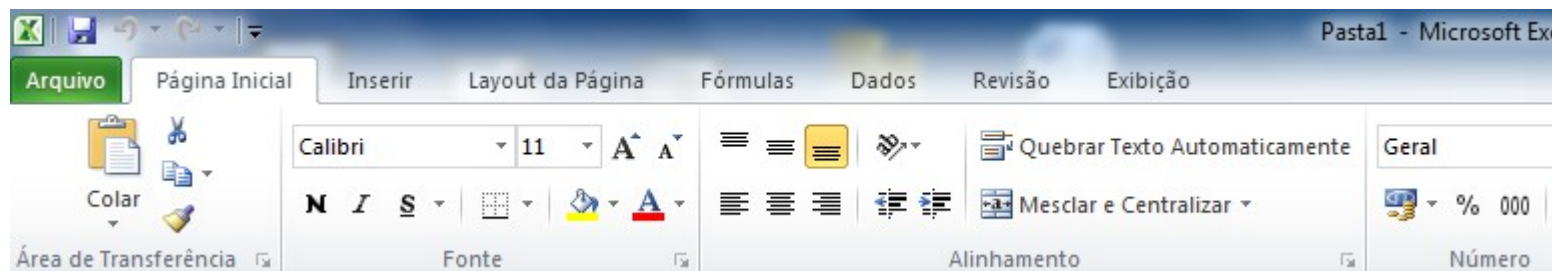 Pasta1 - Microsoft Exc
Arquivo Página Inicial Inserir Layout da Página Fórmulas Dados Revisão Exibição
Calibri 11 A A Quebrar Texto Automaticamente Geral
Colar N I S A a Mesclar e Centralizar % 000
Área de Transferência Fonte Alinhamento Número